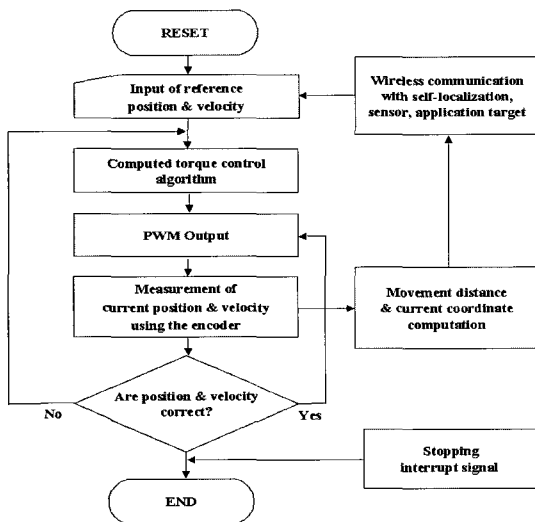 RESET
Input of reference
position & velocity
Wireless communication
with self-localization,
sensor, application target
Computed torque control
algorithm
PWM Output
Measurement of
current position & velocity
using the encoder
Movement distance
& current coordinate
computation
Are position & velocity
correct?
No
Yes
Stopping
interrupt signal
END